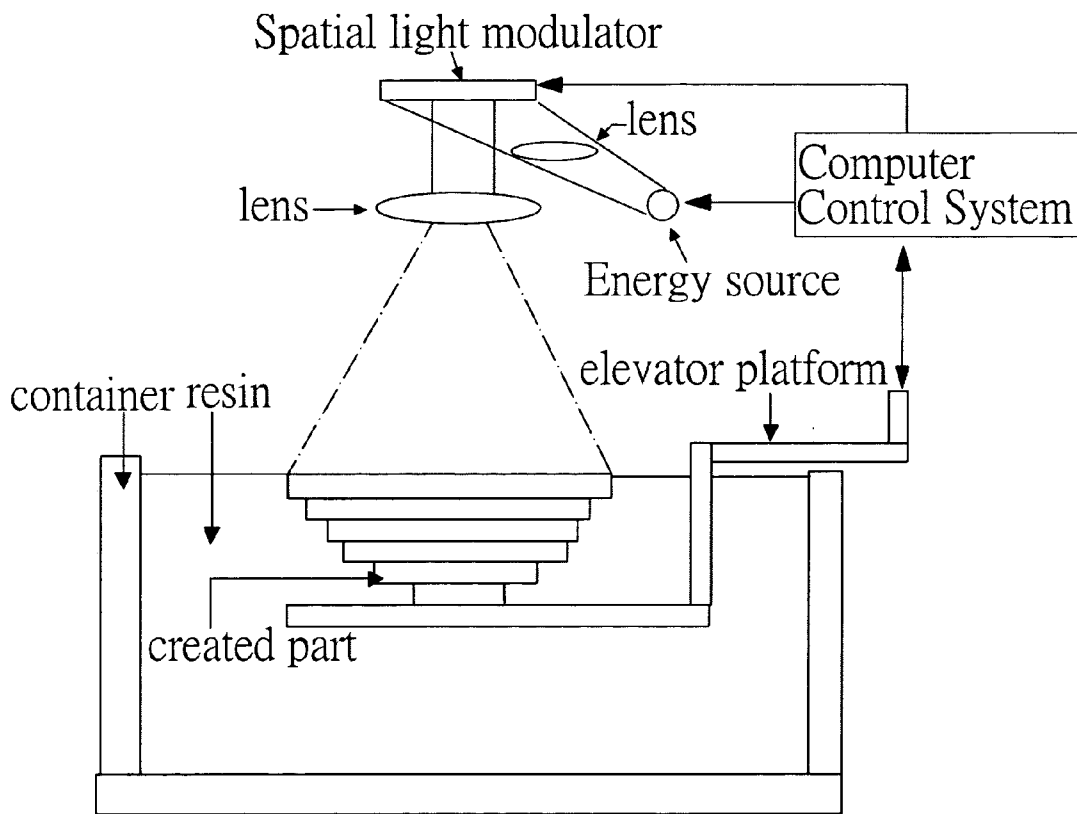 Spatial light modulator
lens
Computer
Control System
lens
Energy source
elevator platform
container resin
created part